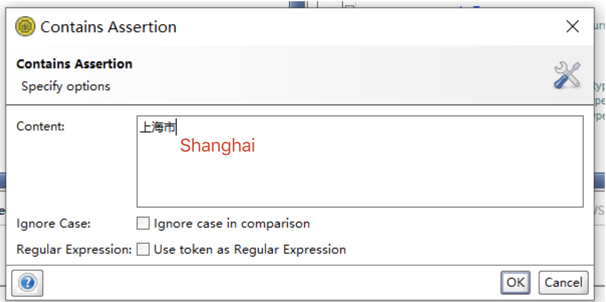 Contains Assertion
Contains Assertion
Specify options
Content:
上海市
Shanghai
Ignore Case:
Ignore case in comparison
Regular Expression:
Use token as Regular Expression
OK
Cancel